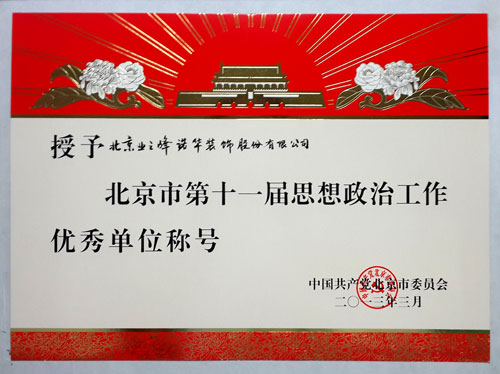 授予北京业之峰诺华装饰股份有限公司
北京市第十一届思想政治工作
优秀单位称号
中国共产党北京市委员会
二〇一三年三月